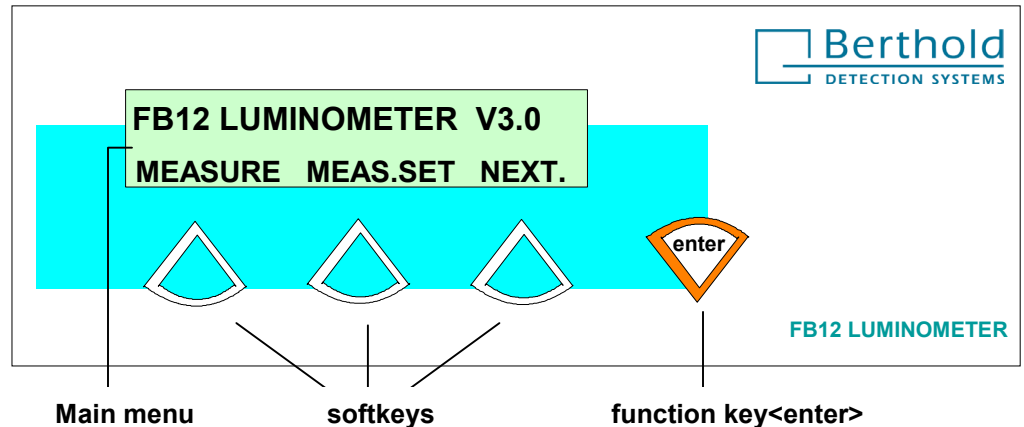 Berthold
DETECTION SYSTEMS
FB12 LUMINOMETER V3.0
MEASURE MEAS.SET NEXT.
enter
FB12 LUMINOMETER
Main menu softkeys function key<enter>